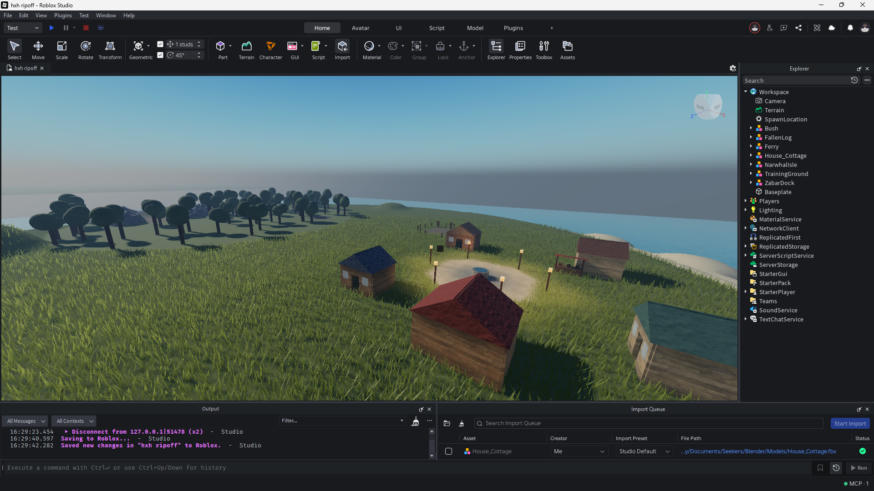 hxh ripoff - Roblox Studio
File Edit View Plugins Test Window Help
Test
Home Avatar UI Script Model Plugins
1 studs
45°
Select Move Scale Rotate Transform Geometric Part Terrain Character GUI Script Import Material Color Group Lock Anchor Explorer Properties Toolbox Assets
hxh ripoff
Explorer
Search
Workspace
Camera
Terrain
SpawnLocation
Bush
FallenLog
Ferry
House_Cottage
NarwhalIsle
TrainingGround
ZabarDock
Baseplate
Players
Lighting
MaterialService
NetworkClient
ReplicatedFirst
ReplicatedStorage
ServerScriptService
ServerStorage
StarterGui
StarterPack
StarterPlayer
Teams
SoundService
TextChatService
Output
All Messages All Contexts Filter...
16:29:23.454 Disconnect from 127.0.0.1|51478 (x2) - Studio
16:29:40.597 Saving to Roblox... - Studio
16:29:42.282 Saved new changes in "hxh ripoff" to Roblox. - Studio
Import Queue
Search Import Queue
Start Import
Asset Creator Import Preset File Path Status
House_Cottage Me Studio Default ...y/Documents/Seekers/Blender/Models/House_Cottage.fbx
Execute a command with Ctrl↵ or use Ctrl+Up/Down for history
Run
MCP · 1